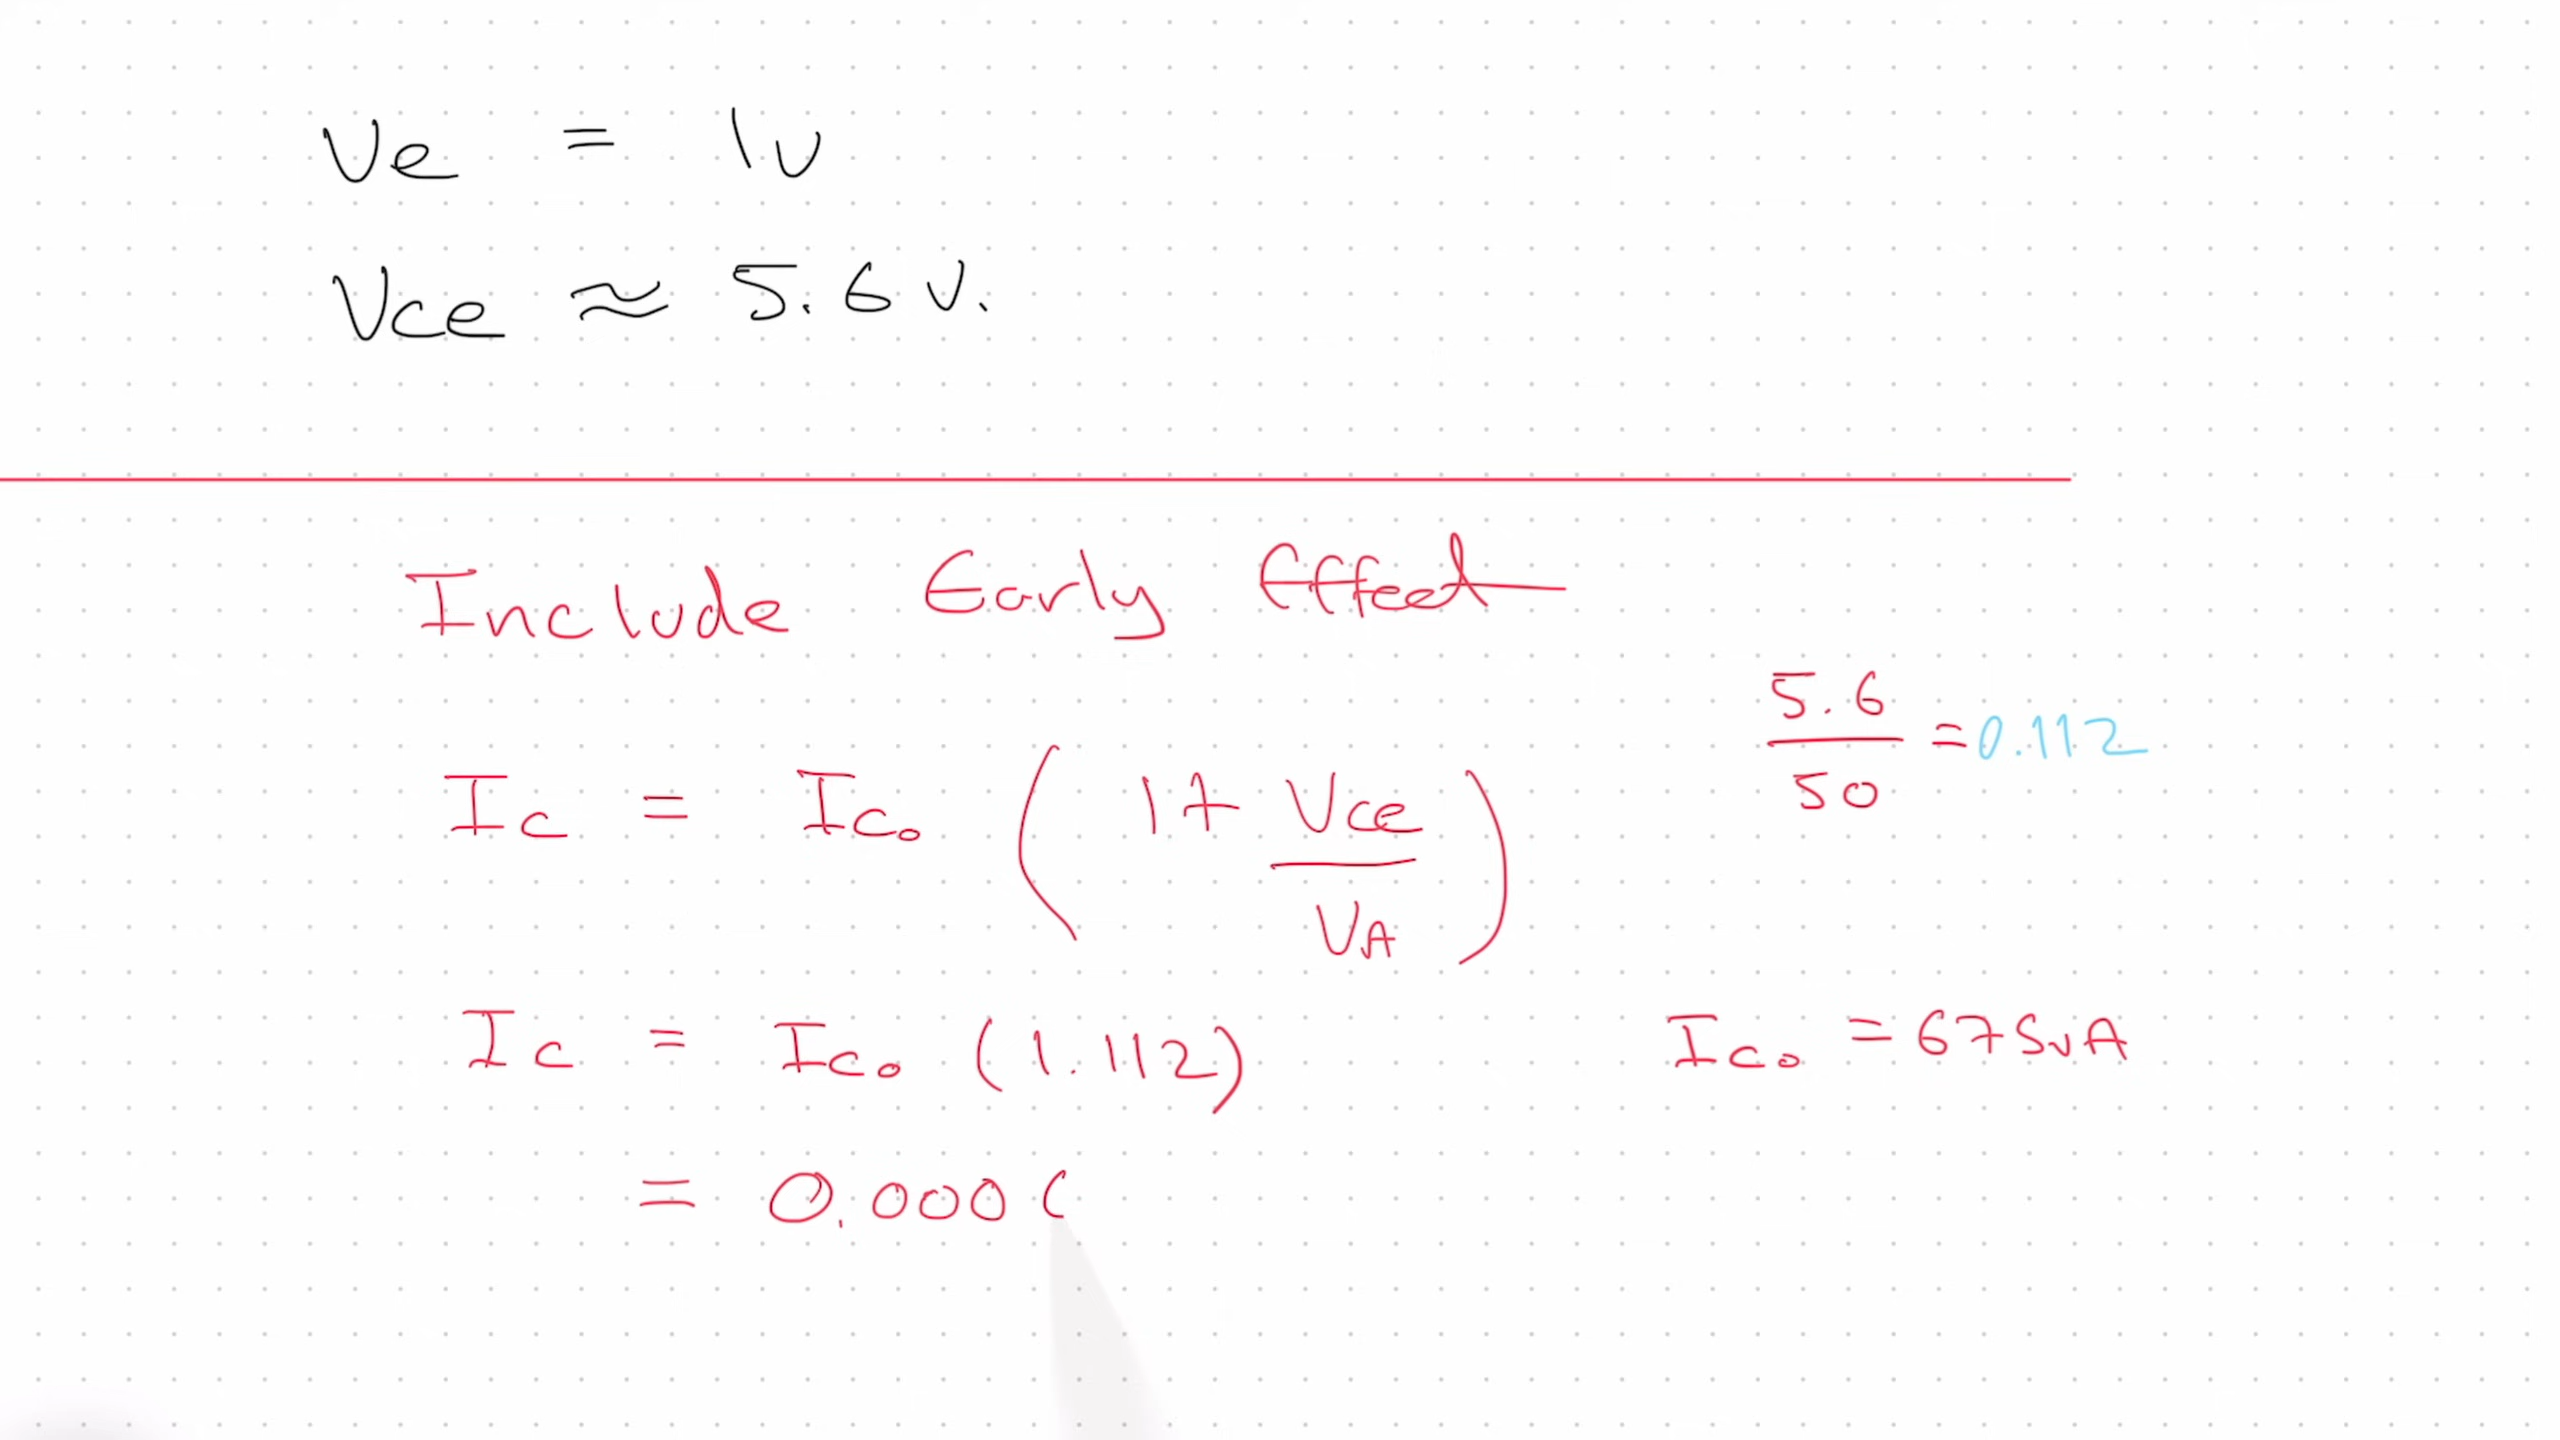 Ve = 1v
Vce ≈ 5.6 v.
Include Early Effect
5.6
50
= 0.112
Ic = Ico ( 1 + Vce / VA )
Ic = Ico (1.112)
Ico = 675uA
= 0.000